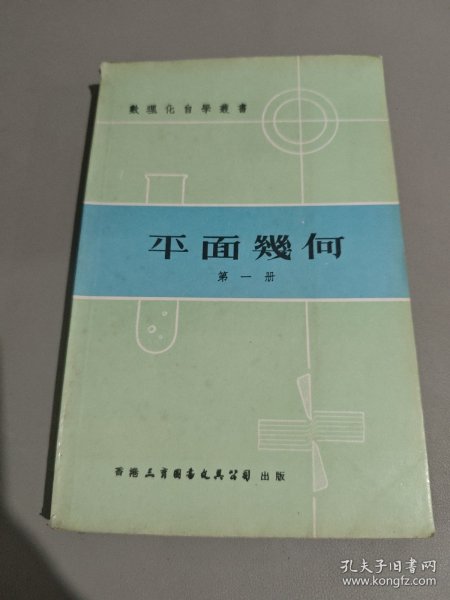 數理化自學叢書
平面幾何
第一册
香港三育图書文具公司出版
孔夫子旧书网
www.kongfz.com